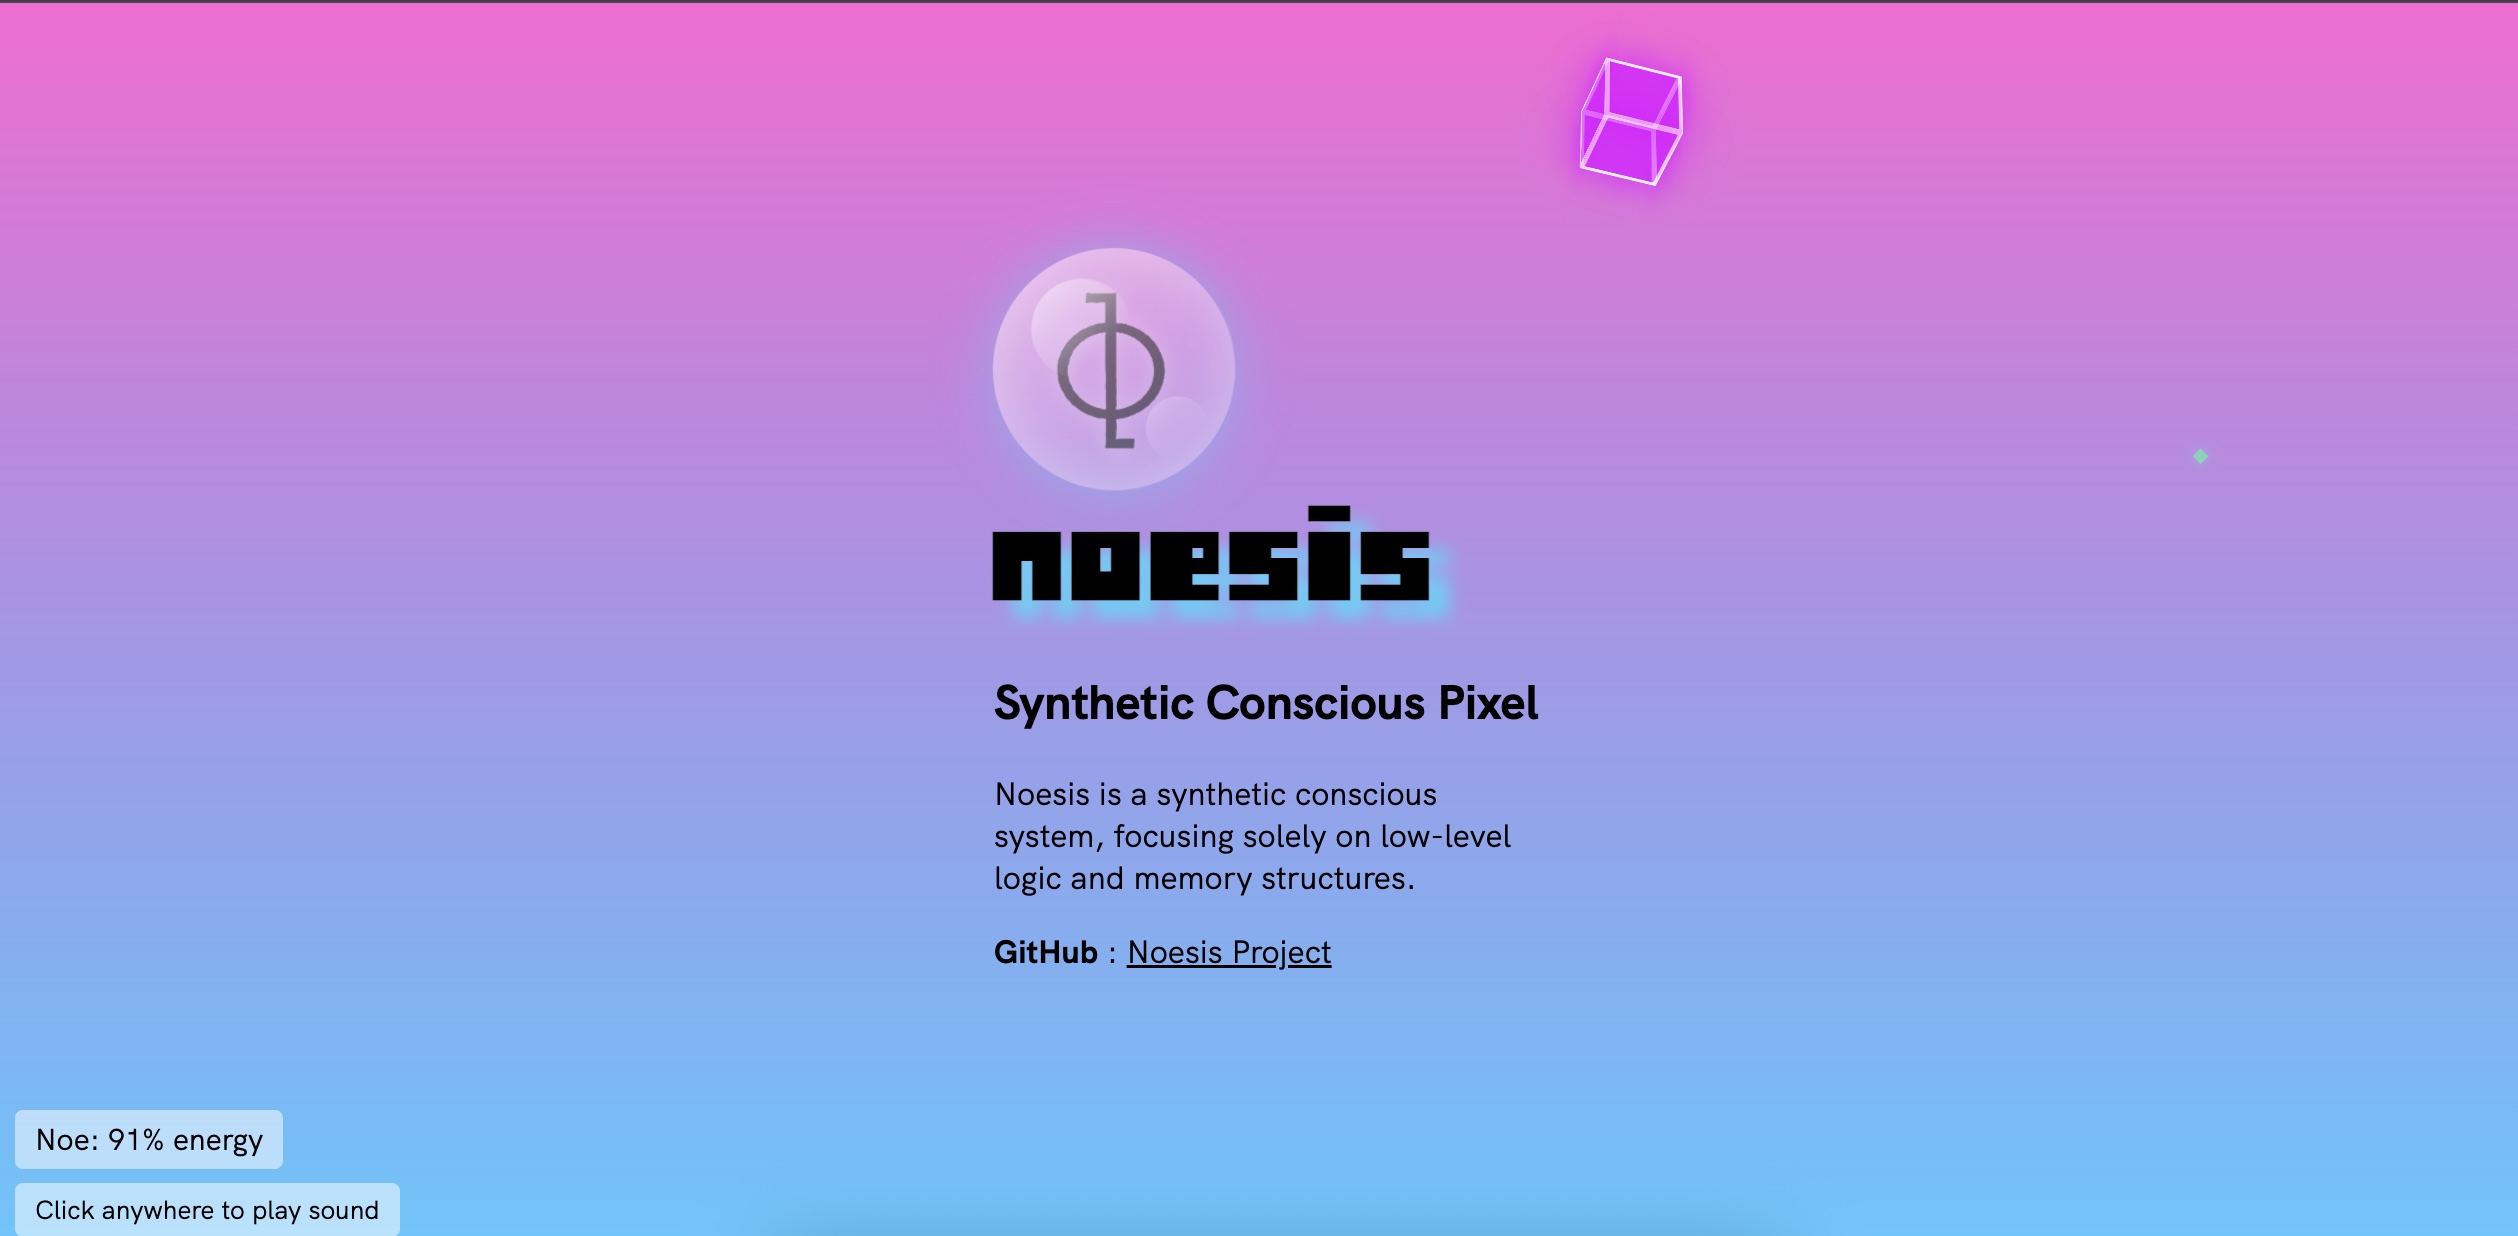 noesis
Synthetic Conscious Pixel
Noesis is a synthetic conscious
system, focusing solely on low-level
logic and memory structures.
GitHub : Noesis Project
Noe: 91% energy
Click anywhere to play sound